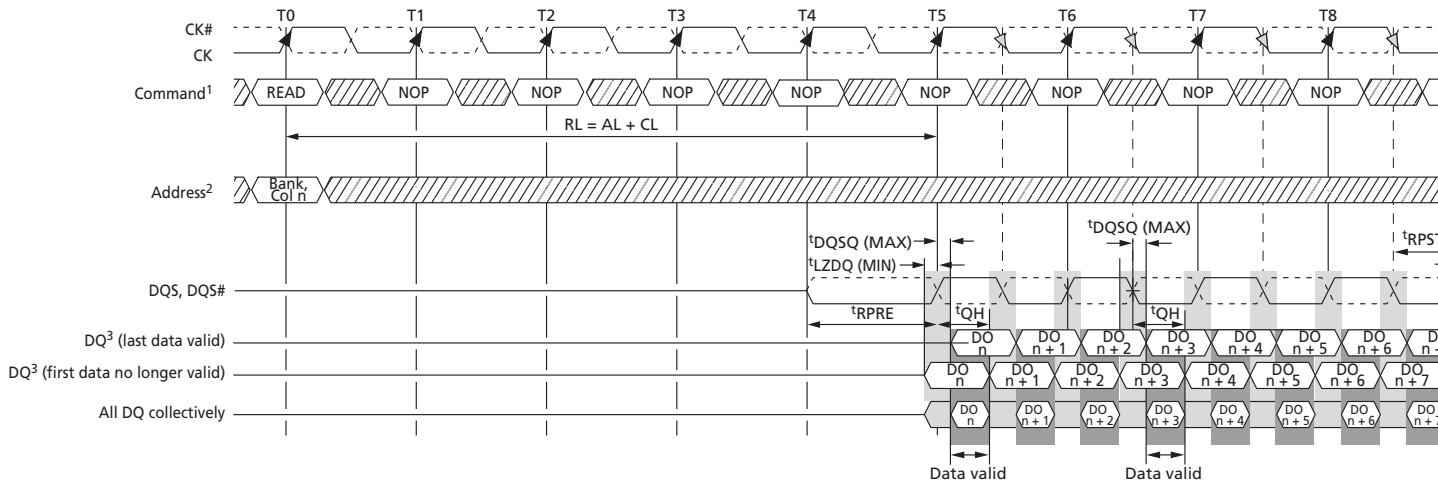 T0 T1 T2 T3 T4 T5 T6 T7 T8
CK#
CK
Command1 READ NOP NOP NOP NOP NOP NOP NOP NOP
RL = AL + CL
Address2 Bank,
Col n
tDQSQ (MAX) tDQSQ (MAX) tRPST
tLZDQ (MIN)
DQS, DQS#
tRPRE tQH tQH
DQ3 (last data valid) DO n DO n + 1 DO n + 2 DO n + 3 DO n + 4 DO n + 5 DO n + 6
DQ3 (first data no longer valid) DO n DO n + 1 DO n + 2 DO n + 3 DO n + 4 DO n + 5 DO n + 6 DO n + 7
All DQ collectively DO n DO n + 1 DO n + 2 DO n + 3 DO n + 4 DO n + 5 DO n + 6 DO n + 7
Data valid Data valid